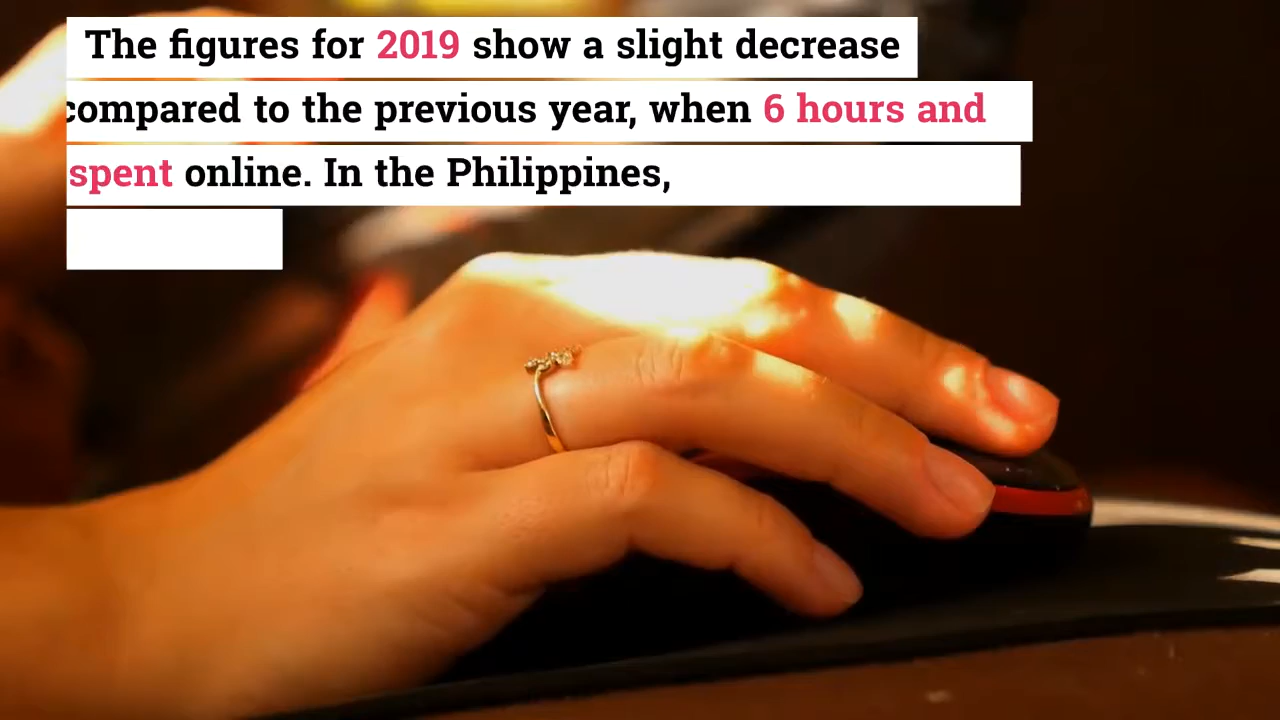 The figures for 2019 show a slight decrease
compared to the previous year, when 6 hours and
spent online. In the Philippines,